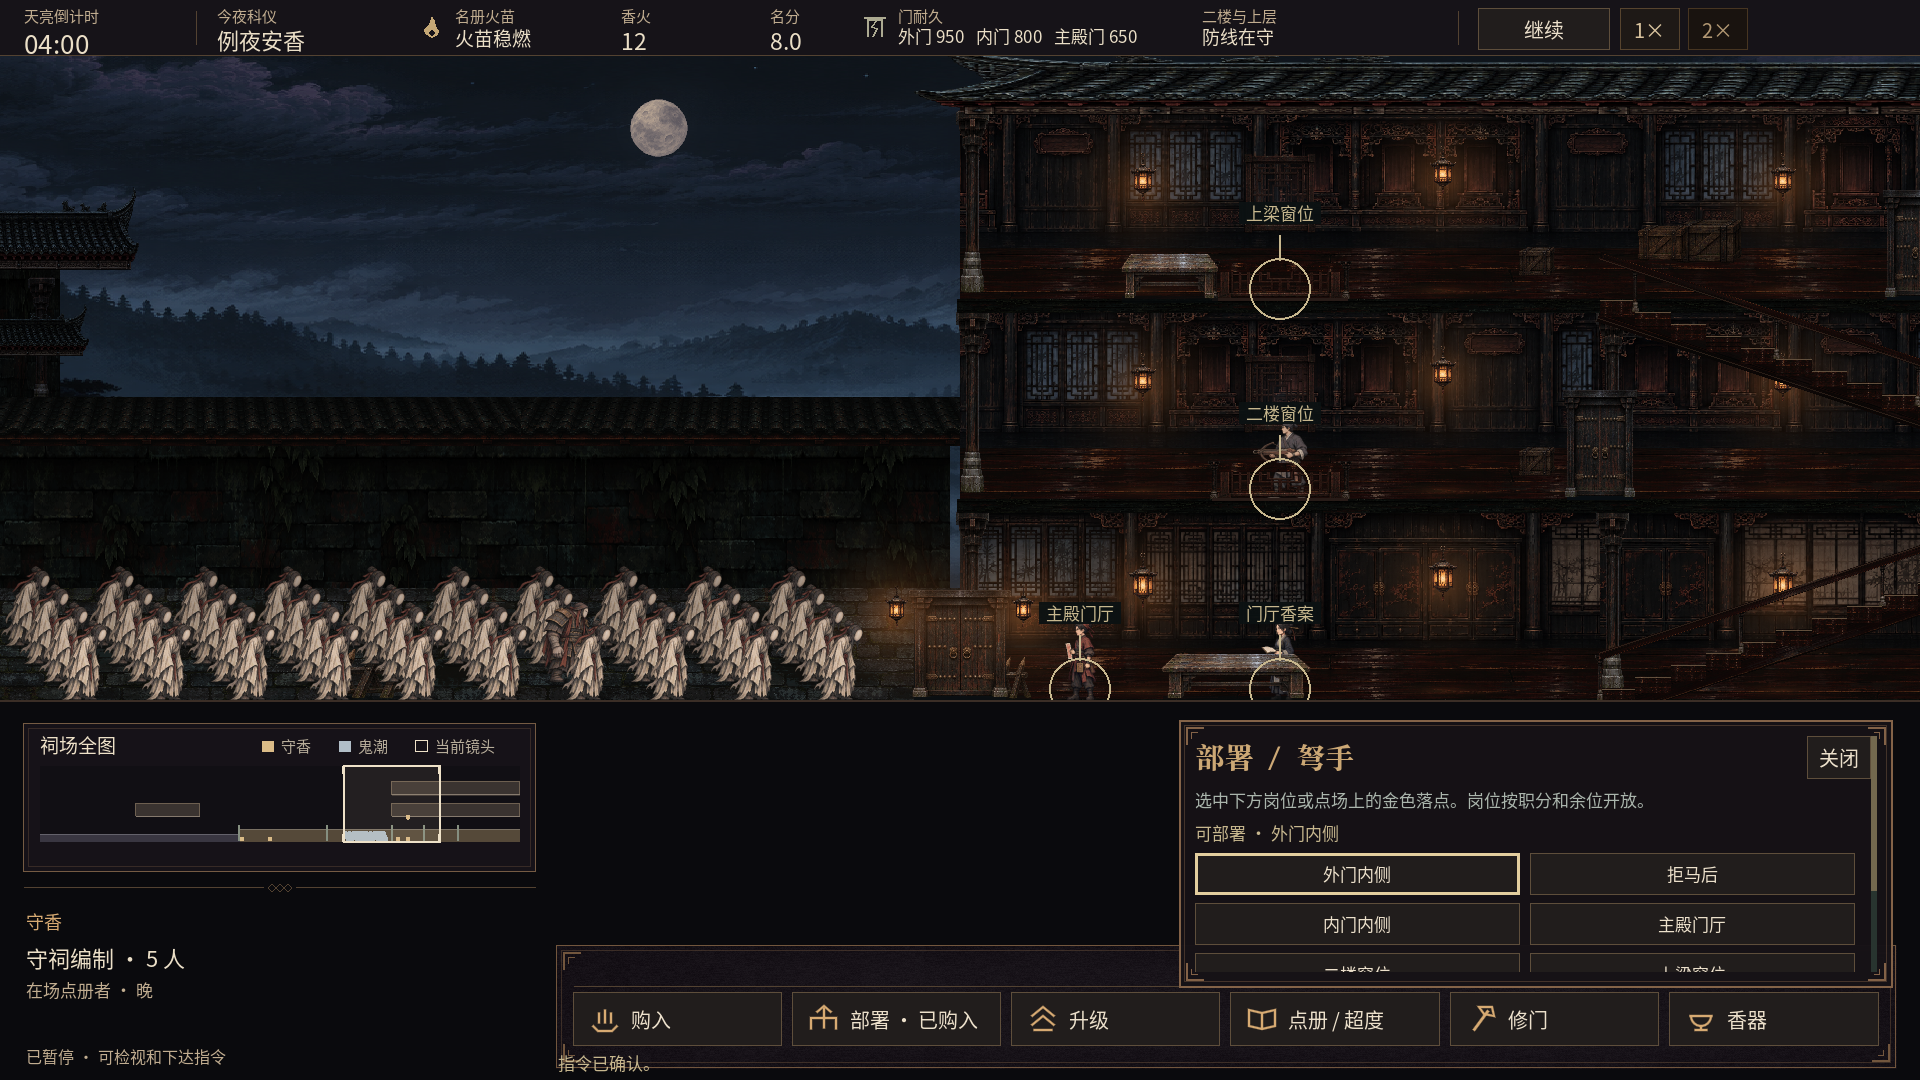 天亮倒计时
04:00
今夜科仪
例夜安香
名册火苗
火苗稳燃
香火
12
名分
8.0
门耐久
外门 950 内门 800 主殿门 650
二楼与上层
防线在守
继续
1×
2×
上梁窗位
二楼窗位
主殿门厅
门厅香案
祠场全图
守香
鬼潮
当前镜头
守香
守祠编制 · 5 人
在场点册者 · 晚
已暂停 · 可检视和下达指令
部署 / 弩手
关闭
选中下方岗位或点场上的金色落点。岗位按职分和余位开放。
可部署 · 外门内侧
外门内侧
拒马后
内门内侧
主殿门厅
二楼窗位
上梁窗位
购入
部署 · 已购入
升级
点册 / 超度
修门
香器
指令已确认。